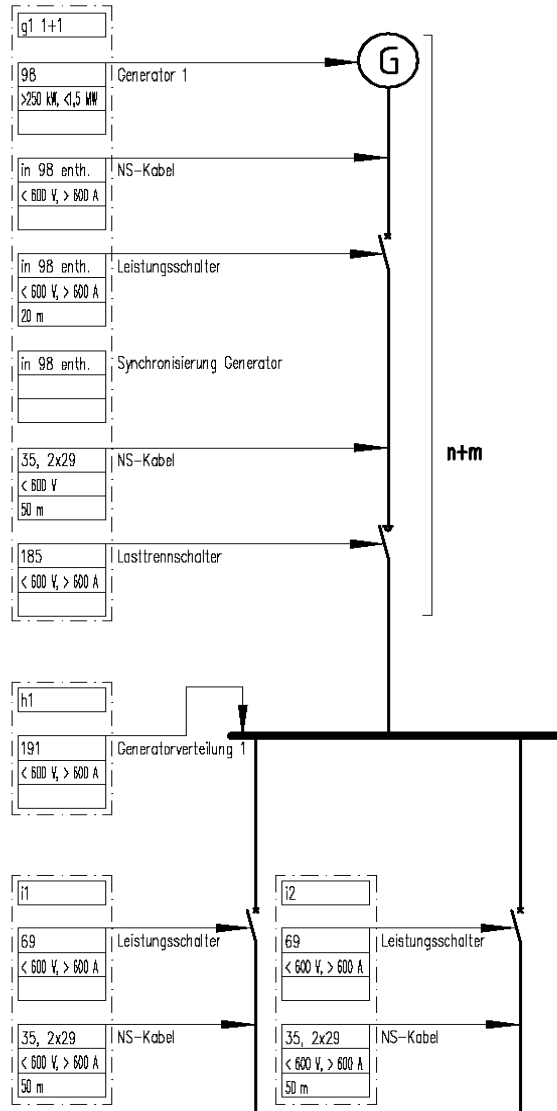 g1 1+1
98
>250 kW, <1,5 MW
Generator 1
G
in 98 enth.
< 600 V, > 600 A
NS-Kabel
in 98 enth.
< 600 V, > 600 A
20 m
Leistungsschalter
in 98 enth.
Synchronisierung Generator
35, 2x29
< 600 V
50 m
NS-Kabel
n+m
185
< 600 V, > 600 A
Lasttrennschalter
h1
191
< 600 V, > 600 A
Generatorverteilung 1
i1
69
< 600 V, > 600 A
Leistungsschalter
35, 2x29
< 600 V, > 600 A
50 m
NS-Kabel
i2
69
< 600 V, > 600 A
Leistungsschalter
35, 2x29
< 600 V, > 600 A
50 m
NS-Kabel